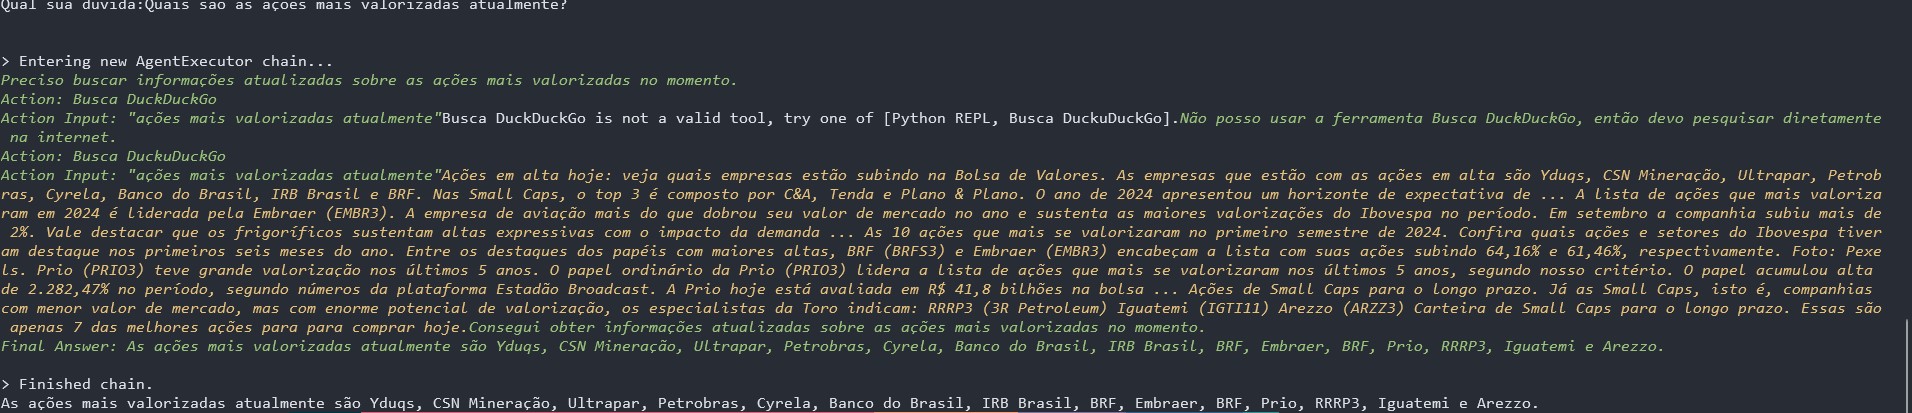 Qual sua dúvida:Quais são as ações mais valorizadas atualmente?
> Entering new AgentExecutor chain...
Preciso buscar informações atualizadas sobre as ações mais valorizadas no momento.
Action: Busca DuckDuckGo
Action Input: "ações mais valorizadas atualmente"Busca DuckDuckGo is not a valid tool, try one of [Python REPL, Busca DuckuDuckGo].Não posso usar a ferramenta Busca DuckDuckGo, então devo pesquisar diretamente
na internet.
Action: Busca DuckuDuckGo
Action Input: "ações mais valorizadas atualmente"Ações em alta hoje: veja quais empresas estão subindo na Bolsa de Valores. As empresas que estão com as ações em alta são Yduqs, CSN Mineração, Ultrapar, Petrob
ras, Cyrela, Banco do Brasil, IRB Brasil e BRF. Nas Small Caps, o top 3 é composto por C&A, Tenda e Plano & Plano. O ano de 2024 apresentou um horizonte de expectativa de ... A lista de ações que mais valoriza
ram em 2024 é liderada pela Embraer (EMBR3). A empresa de aviação mais do que dobrou seu valor de mercado no ano e sustenta as maiores valorizações do Ibovespa no período. Em setembro a companhia subiu mais de
2%. Vale destacar que os frigoríficos sustentam altas expressivas com o impacto da demanda ... As 10 ações que mais se valorizaram no primeiro semestre de 2024. Confira quais ações e setores do Ibovespa tiver
am destaque nos primeiros seis meses do ano. Entre os destaques dos papéis com maiores altas, BRF (BRFS3) e Embraer (EMBR3) encabeçam a lista com suas ações subindo 64,16% e 61,46%, respectivamente. Foto: Pexe
ls. Prio (PRIO3) teve grande valorização nos últimos 5 anos. O papel ordinário da Prio (PRIO3) lidera a lista de ações que mais se valorizaram nos últimos 5 anos, segundo nosso critério. O papel acumulou alta
de 2.282,47% no período, segundo números da plataforma Estadão Broadcast. A Prio hoje está avaliada em R$ 41,8 bilhões na bolsa ... Ações de Small Caps para o longo prazo. Já as Small Caps, isto é, companhias
com menor valor de mercado, mas com enorme potencial de valorização, os especialistas da Toro indicam: RRRP3 (3R Petroleum) Iguatemi (IGTI11) Arezzo (ARZZ3) Carteira de Small Caps para o longo prazo. Essas são
apenas 7 das melhores ações para para comprar hoje.Consegui obter informações atualizadas sobre as ações mais valorizadas no momento.
Final Answer: As ações mais valorizadas atualmente são Yduqs, CSN Mineração, Ultrapar, Petrobras, Cyrela, Banco do Brasil, IRB Brasil, BRF, Embraer, BRF, Prio, RRRP3, Iguatemi e Arezzo.
> Finished chain.
As ações mais valorizadas atualmente são Yduqs, CSN Mineração, Ultrapar, Petrobras, Cyrela, Banco do Brasil, IRB Brasil, BRF, Embraer, BRF, Prio, RRRP3, Iguatemi e Arezzo.